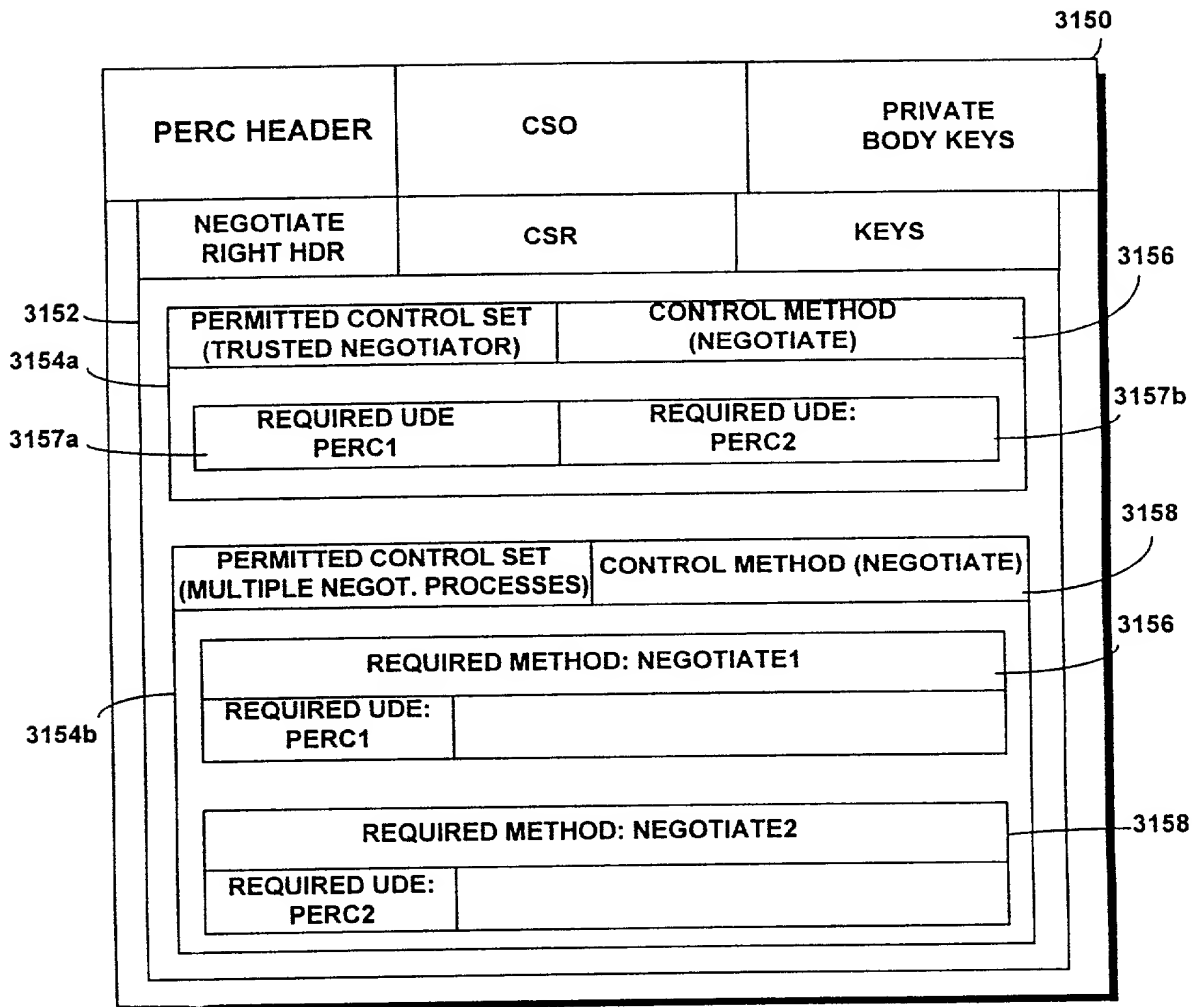 3150
PERC HEADER
CSO
PRIVATE
BODY KEYS
NEGOTIATE
RIGHT HDR
CSR
KEYS
3156
3152
PERMITTED CONTROL SET
(TRUSTED NEGOTIATOR)
CONTROL METHOD
(NEGOTIATE)
3154a
3157b
REQUIRED UDE
PERC1
REQUIRED UDE:
PERC2
3157a
3158
PERMITTED CONTROL SET
(MULTIPLE NEGOT. PROCESSES)
CONTROL METHOD (NEGOTIATE)
3156
REQUIRED METHOD: NEGOTIATE1
REQUIRED UDE:
PERC1
3154b
REQUIRED METHOD: NEGOTIATE2
3158
REQUIRED UDE:
PERC2